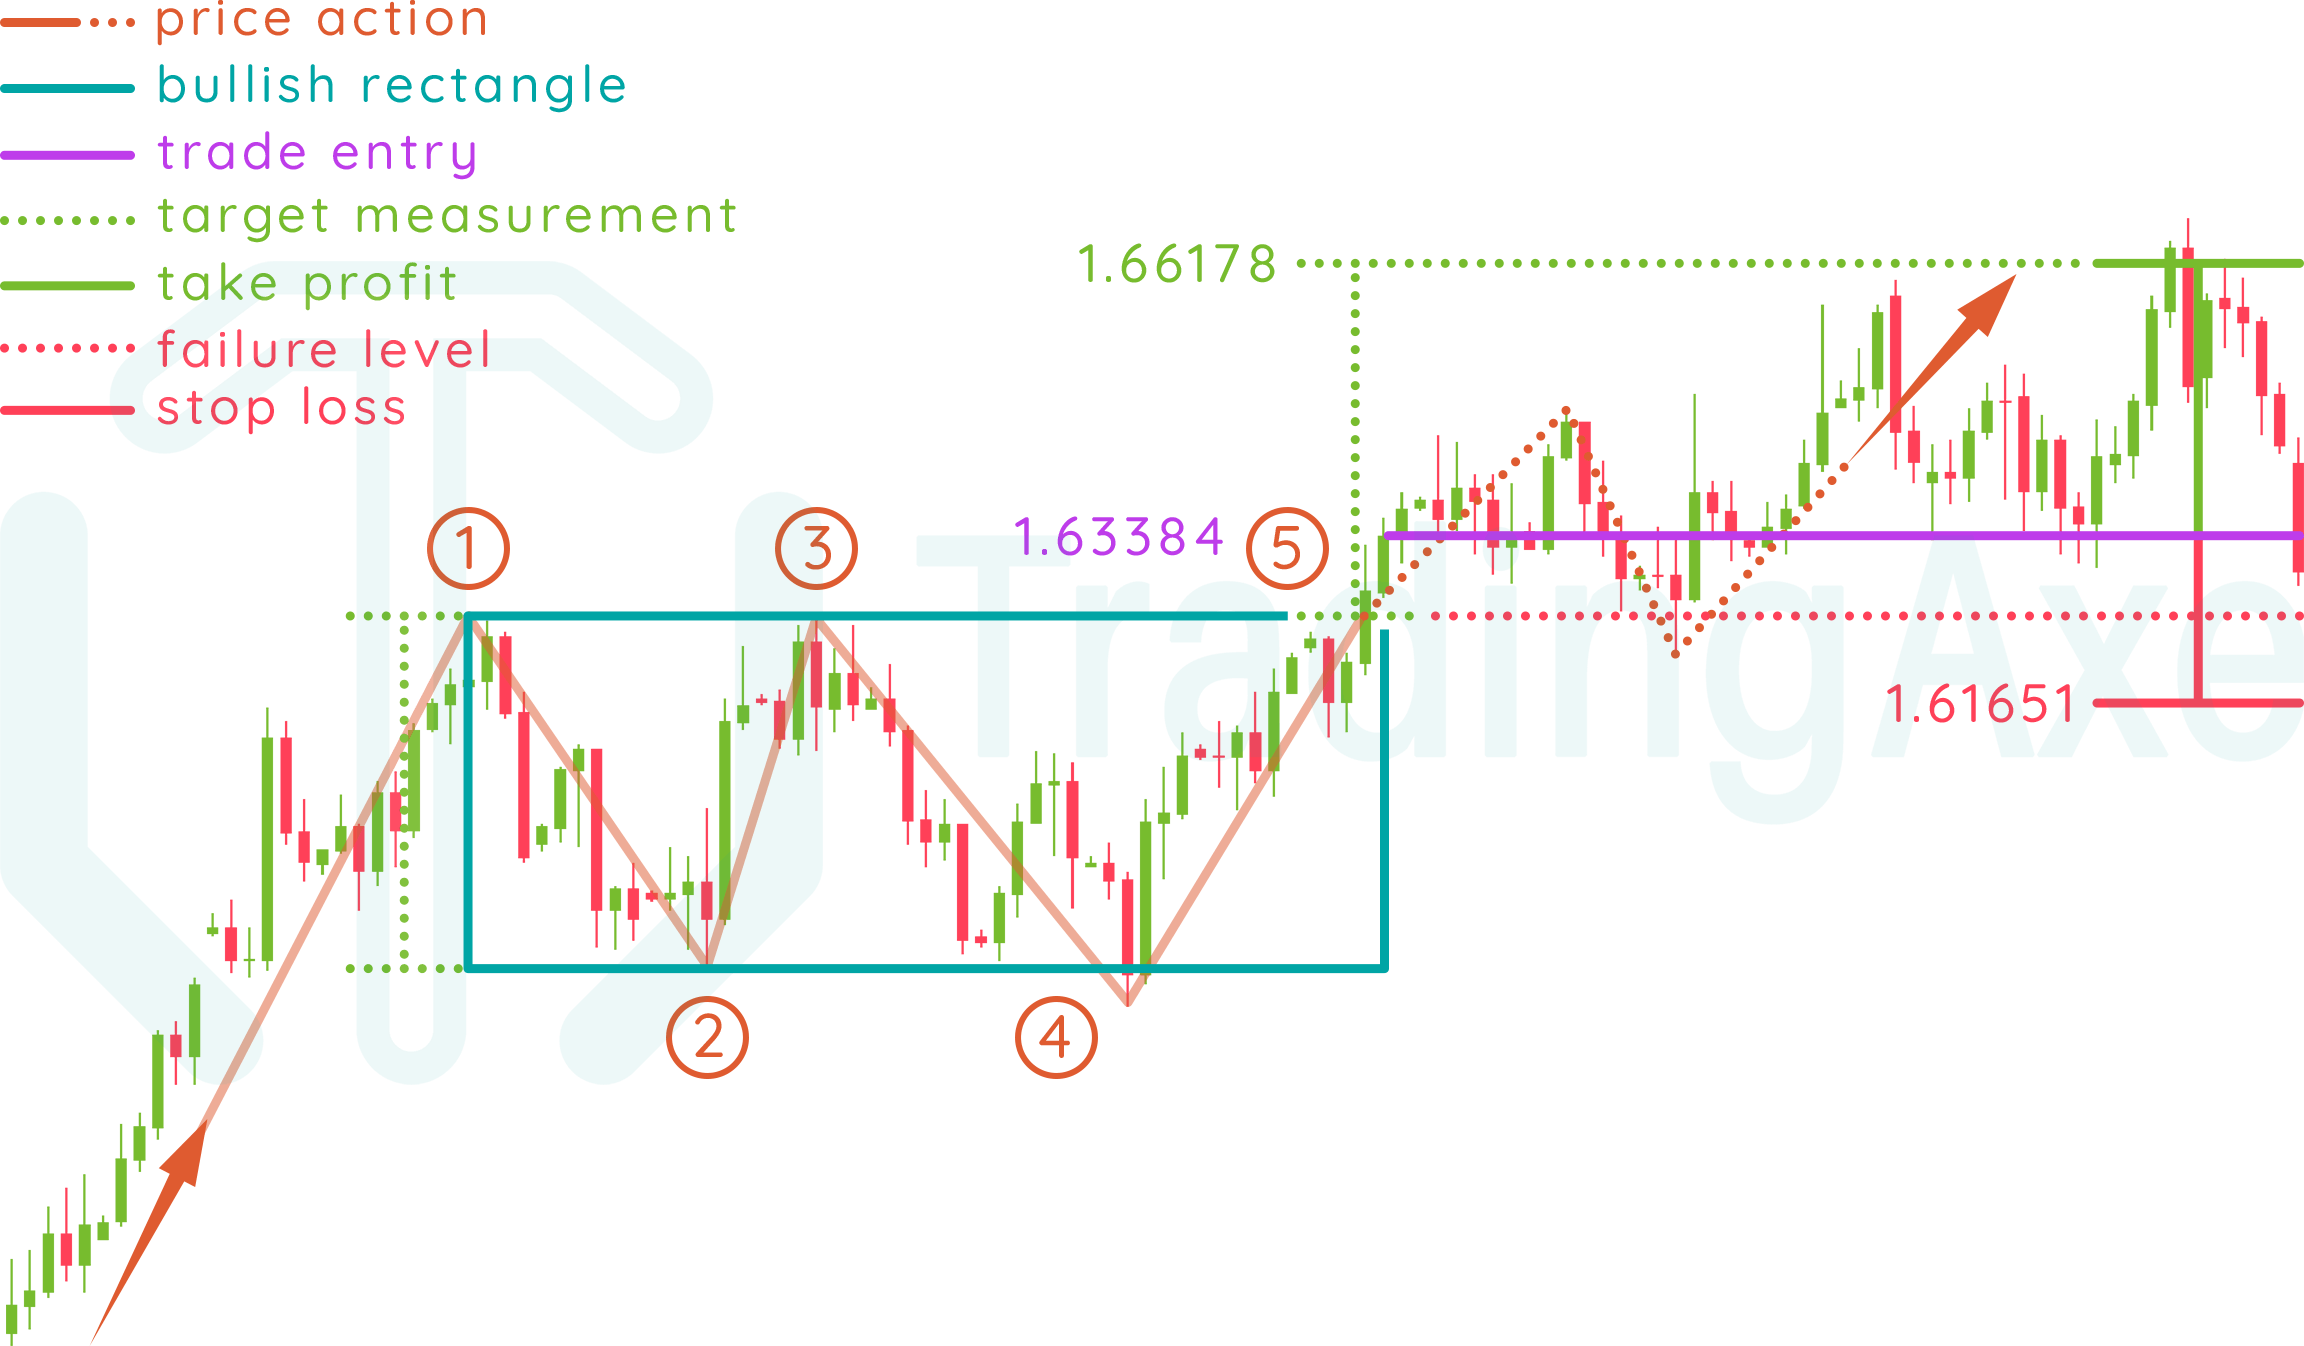 price action
bullish rectangle
trade entry
target measurement
take profit
failure level
stop loss
1.66178
1
3
1.63384
5
TradingAxe
1.61651
2
4